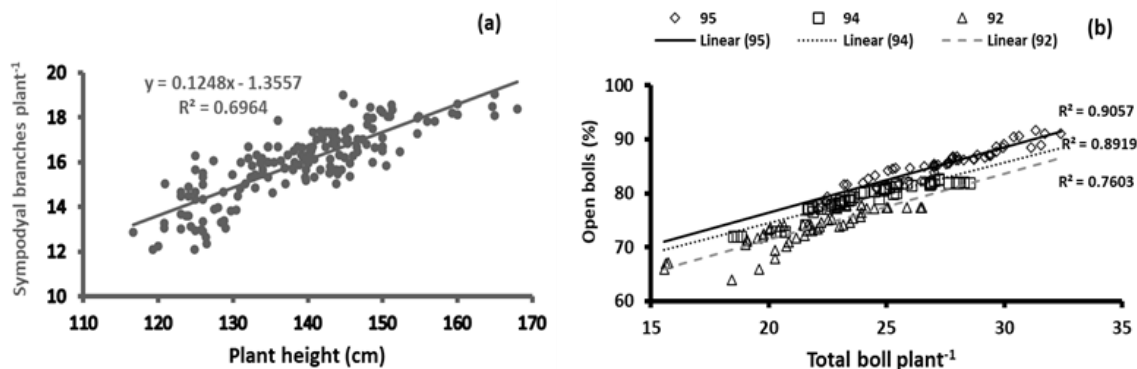 (a)
y = 0.1248x - 1.3557
R² = 0.6964
Sympodyal branches plant⁻¹
20
18
16
14
12
10
110 120 130 140 150 160 170
Plant height (cm)
95 94 92
Linear (95) Linear (94) Linear (92)
(b)
R² = 0.9057
R² = 0.8919
R² = 0.7603
Open bolls (%)
100
90
80
70
60
15 20 25 30 35
Total boll plant⁻¹